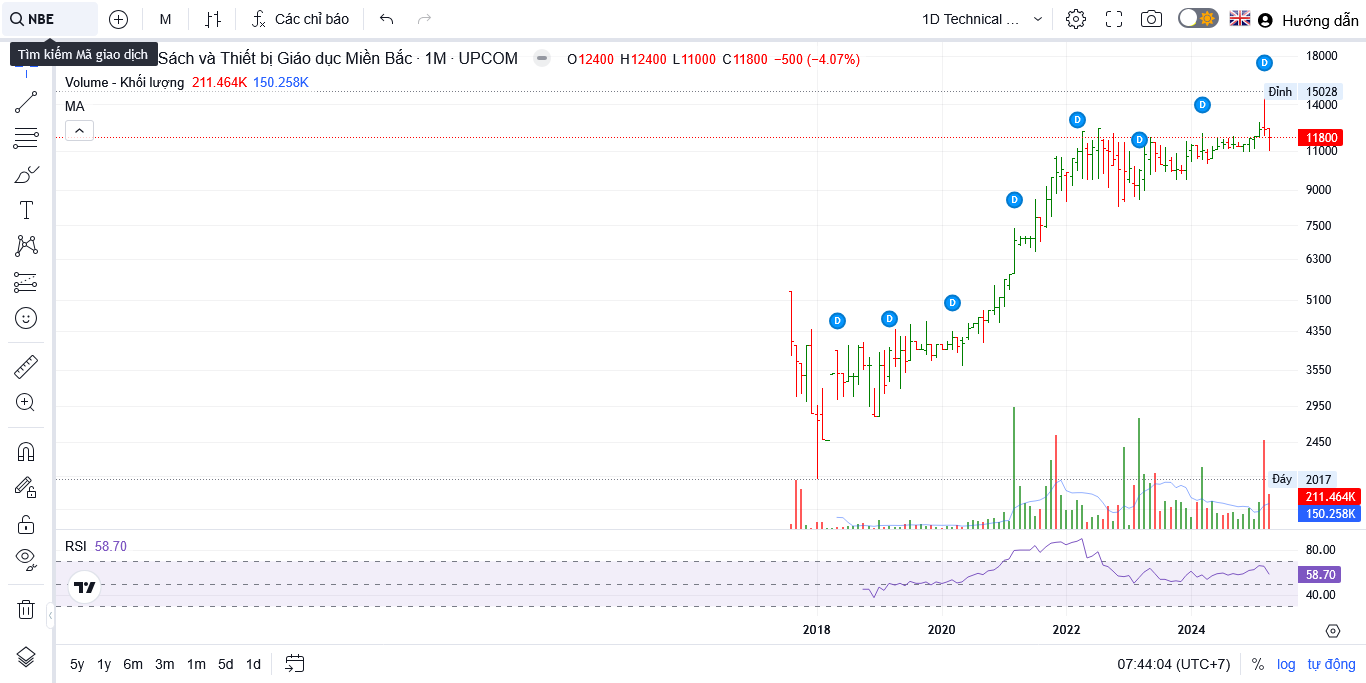 NBE M Các chỉ báo 1D Technical ... Hướng dẫn
Tìm kiếm Mã giao dịch
Sách và Thiết bị Giáo dục Miền Bắc · 1M · UPCOM O12400 H12400 L11000 C11800 −500 (−4.07%)
Volume - Khối lượng 211.464K 150.258K
MA
18000
Đỉnh 15028
14000
11800
11000
9000
7500
6300
5100
4350
3550
2950
2450
Đáy 2017
211.464K
150.258K
D
D
D
D
D
D
D
D
RSI 58.70
80.00
58.70
40.00
2018 2020 2022 2024
5y 1y 6m 3m 1m 5d 1d 07:44:04 (UTC+7) % log tự động